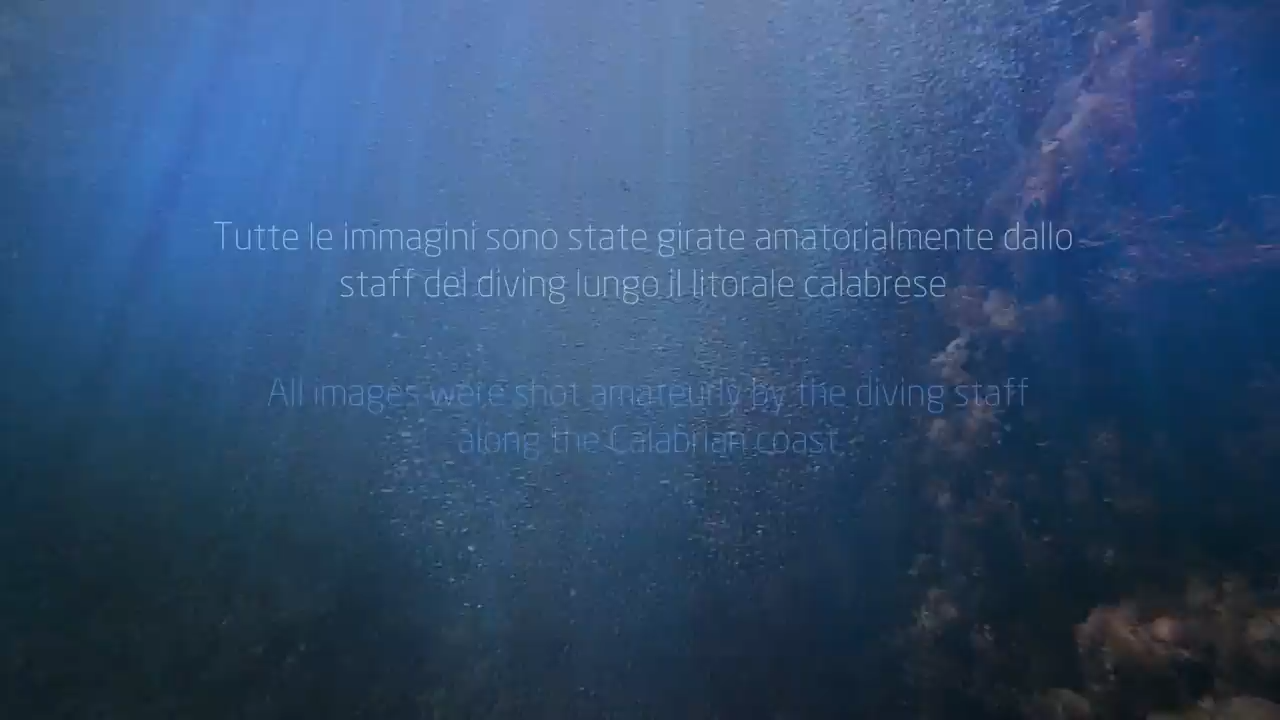 Tutte le immagini sono state girate amatorialmente dallo
staff del diving lungo il litorale calabrese
All images were shot amateurly by the diving staff
along the Calabrian coast